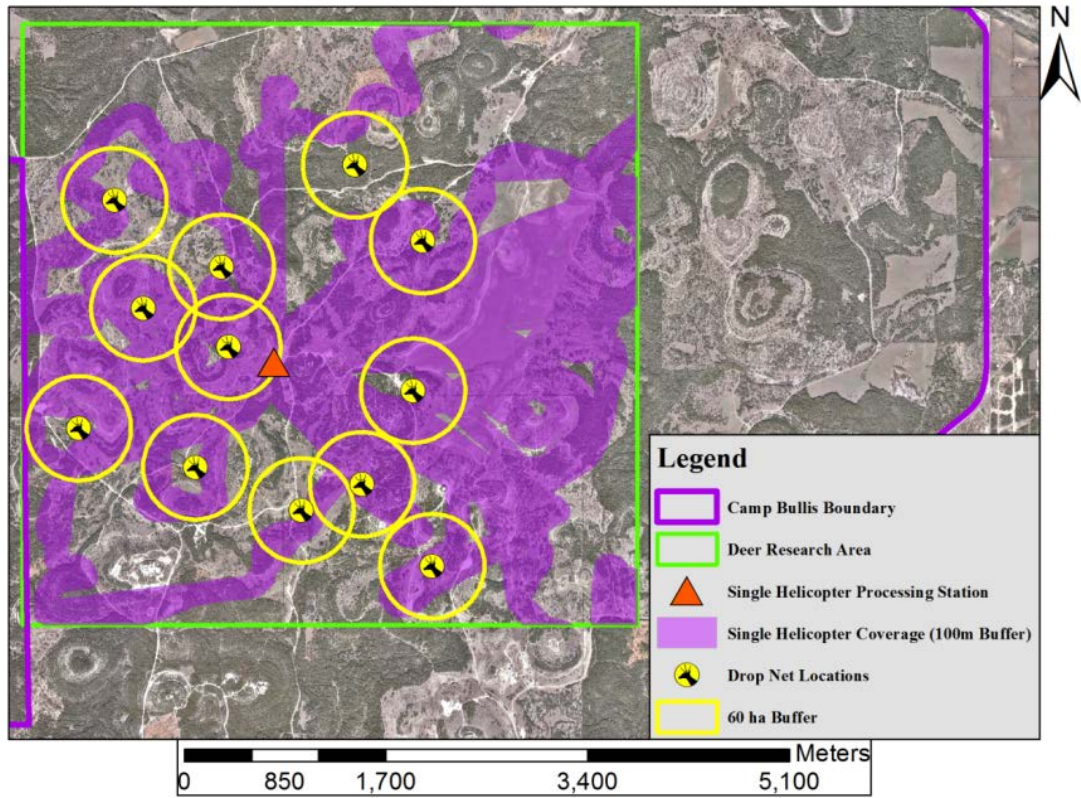 N
Legend
Camp Bullis Boundary
Deer Research Area
Single Helicopter Processing Station
Single Helicopter Coverage (100m Buffer)
Drop Net Locations
60 ha Buffer
Meters
0 850 1,700 3,400 5,100